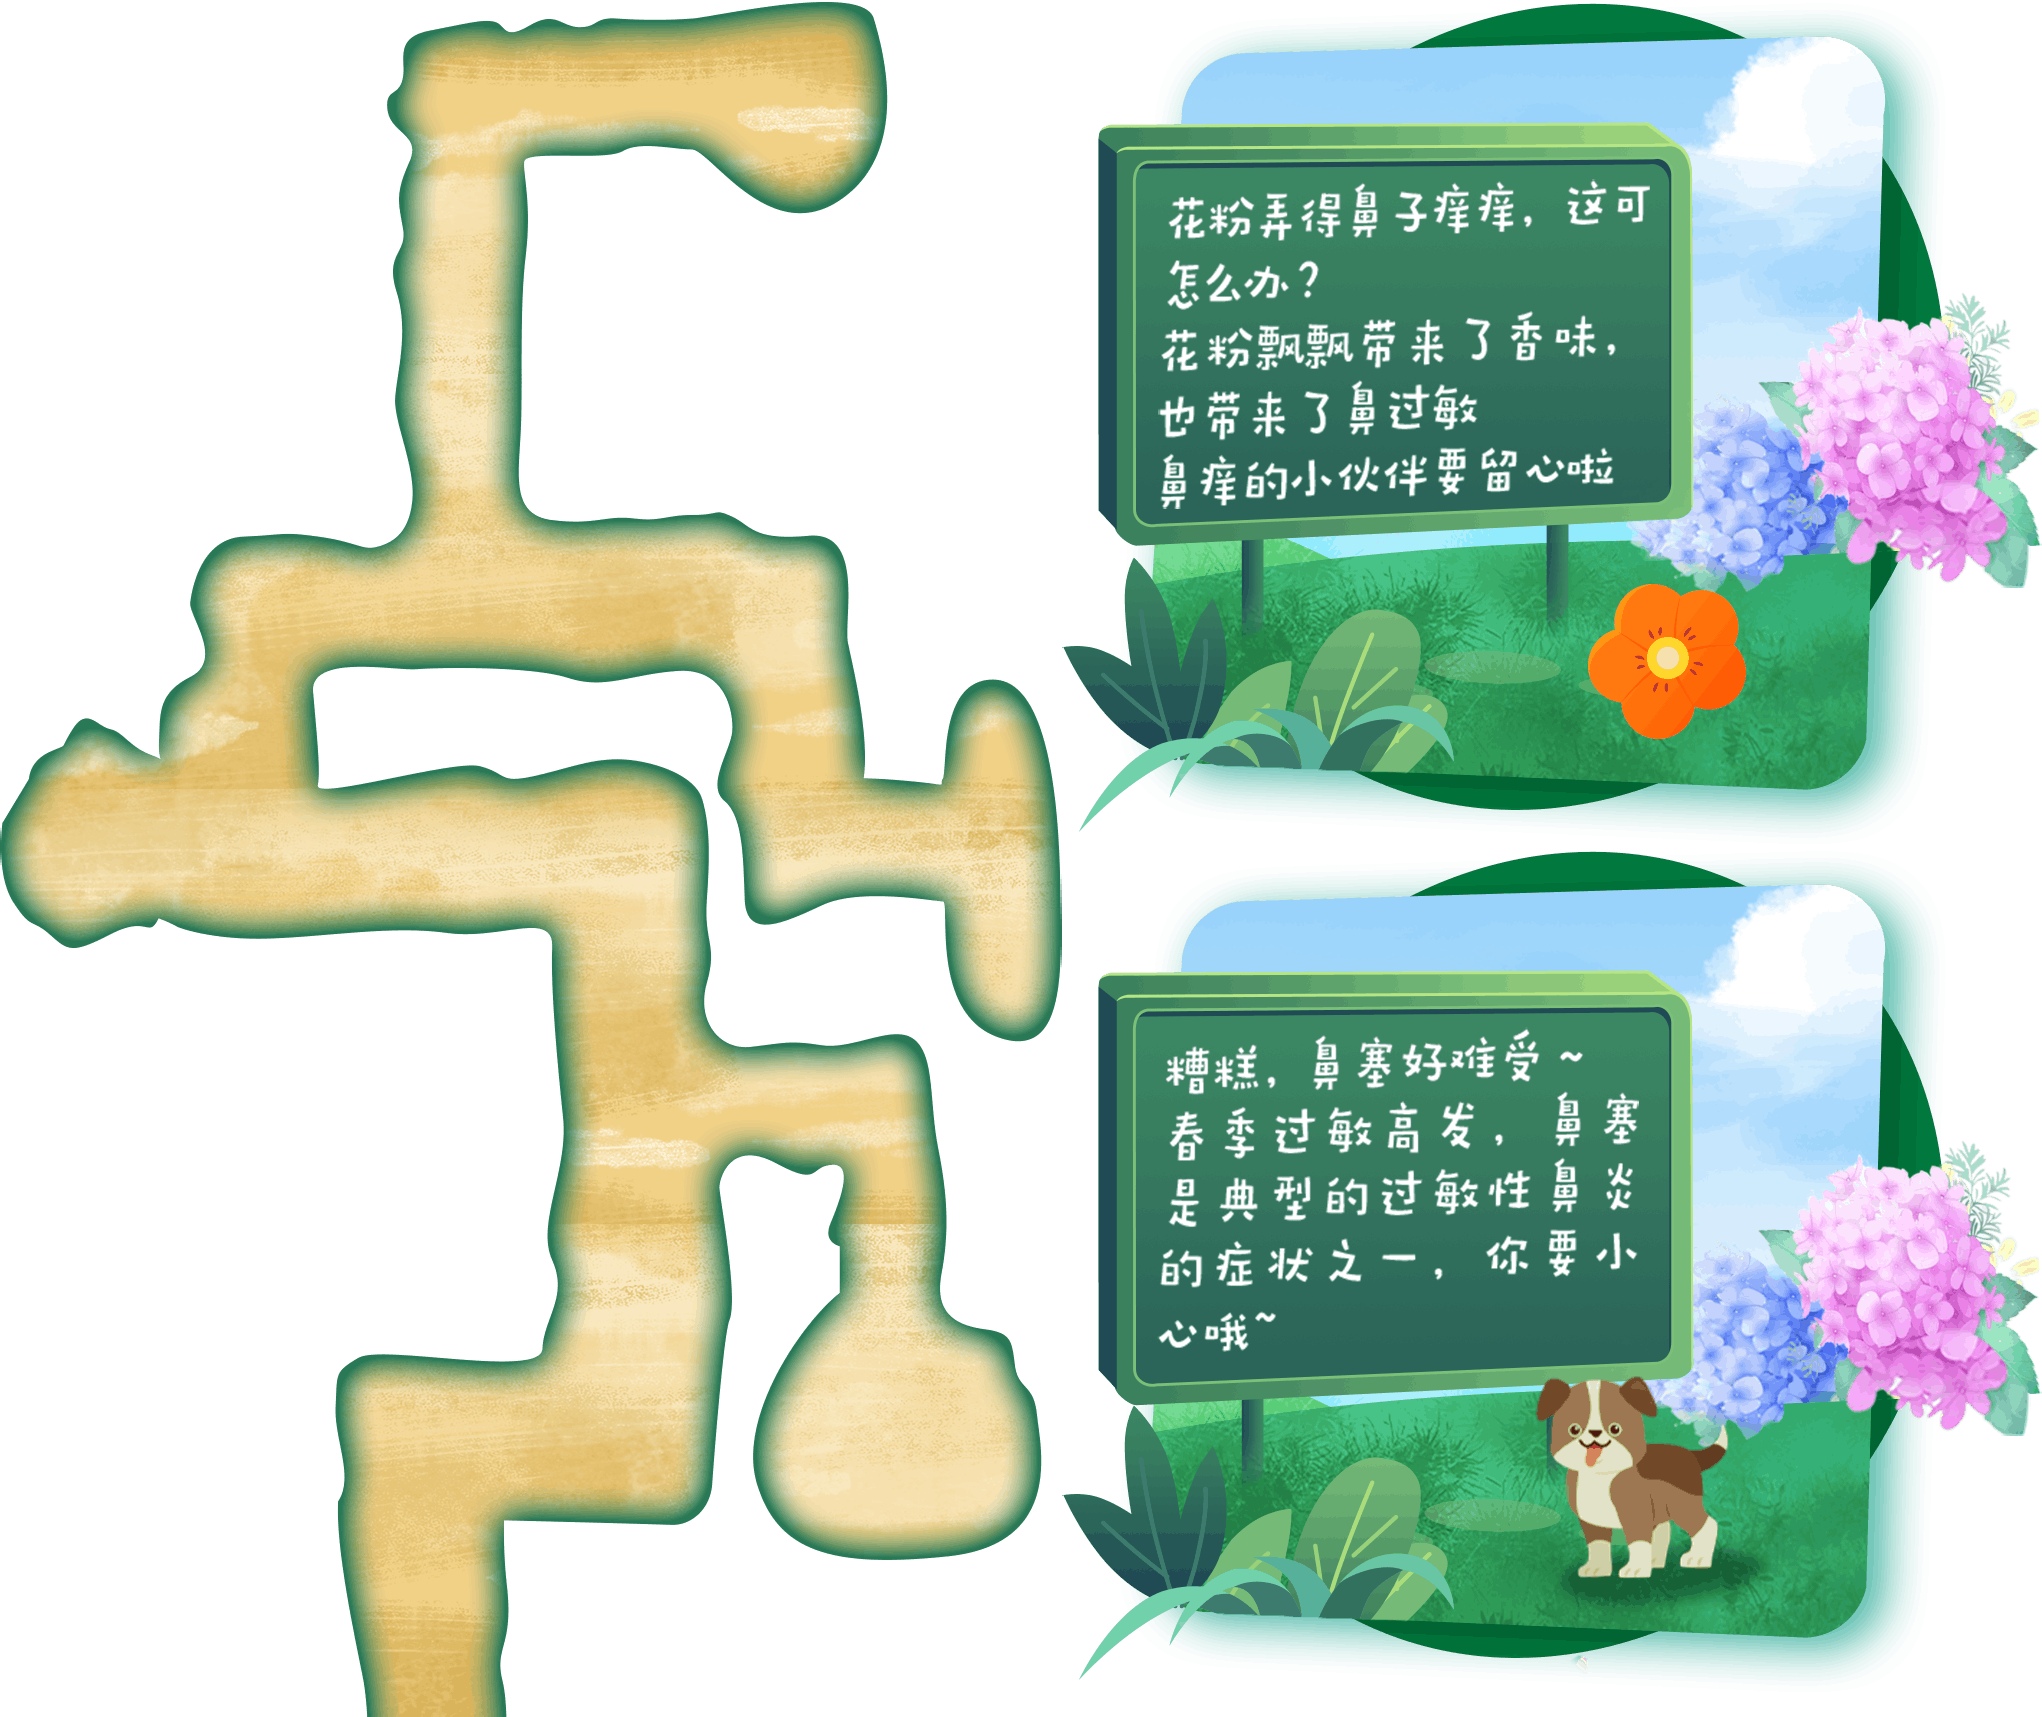 花粉弄得鼻子痒痒，这可
怎么办？
花粉飘飘带来了香味，
也带来了鼻过敏
鼻痒的小伙伴要留心啦
糟糕，鼻塞好难受~
春季过敏高发，鼻塞
是典型的过敏性鼻炎
的症状之一，你要小
心哦~